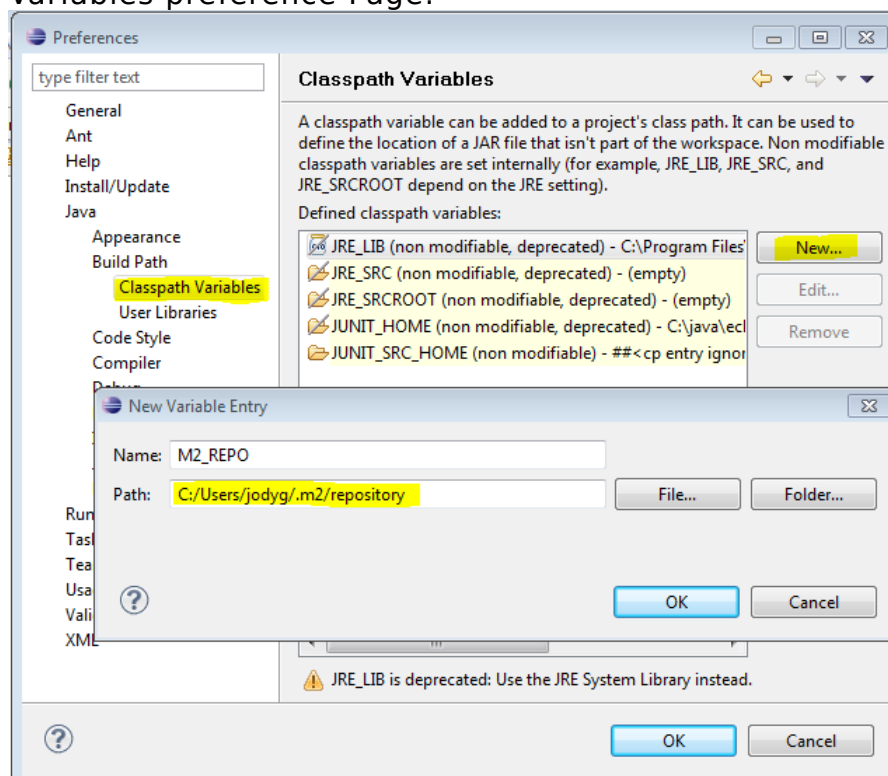 variables preference Page.
Preferences
type filter text
Classpath Variables
General
Ant
Help
Install/Update
Java
Appearance
Build Path
Classpath Variables
User Libraries
Code Style
Compiler
Debug
A classpath variable can be added to a project's class path. It can be used to
define the location of a JAR file that isn't part of the workspace. Non modifiable
classpath variables are set internally (for example, JRE_LIB, JRE_SRC, and
JRE_SRCROOT depend on the JRE setting).
Defined classpath variables:
JRE_LIB (non modifiable, deprecated) - C:\Program Files
JRE_SRC (non modifiable, deprecated) - (empty)
JRE_SRCROOT (non modifiable, deprecated) - (empty)
JUNIT_HOME (non modifiable, deprecated) - C:\java\ecl
JUNIT_SRC_HOME (non modifiable) - ##<cp entry ignor
New...
Edit...
Remove
New Variable Entry
Name: M2_REPO
Path: C:/Users/jodyg/.m2/repository
File...
Folder...
OK
Cancel
Run
Tas
Tea
Usa
Vali
XML
JRE_LIB is deprecated: Use the JRE System Library instead.
OK
Cancel